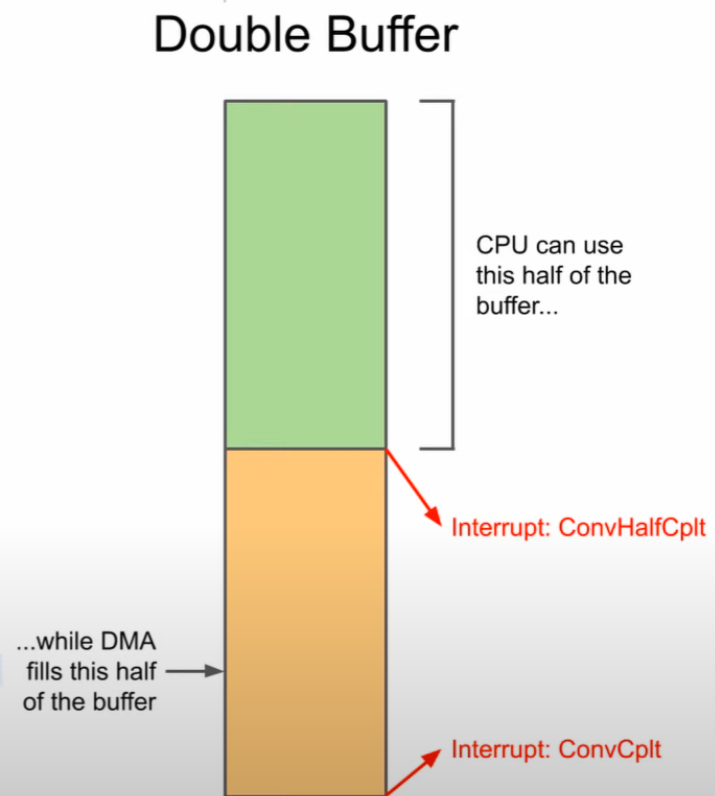 Double Buffer
CPU can use
this half of the
buffer...
Interrupt: ConvHalfCplt
...while DMA
fills this half
of the buffer
Interrupt: ConvCplt